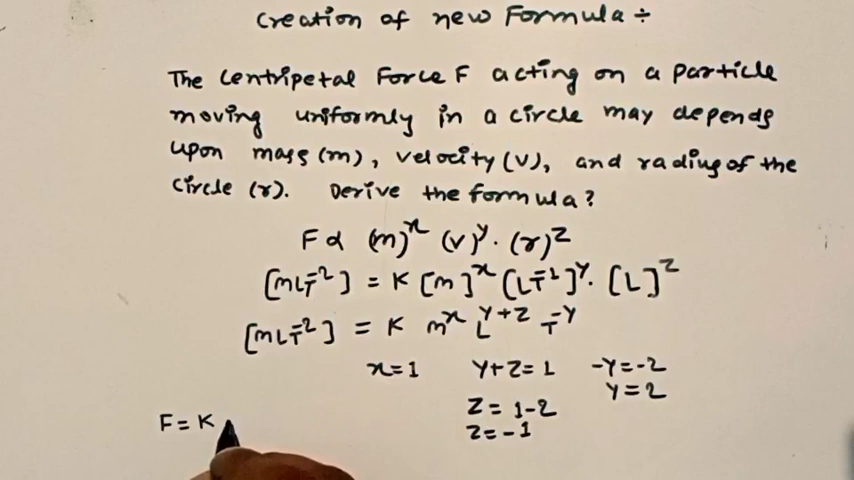 Creation of new Formula ÷
The Centripetal Force F acting on a particle
moving uniformly in a circle may depends
upon mass (m), velocity (v), and radius of the
circle (r). Derive the formula?
F ∝ (m)^x (v)^y · (r)^z
[MLT^-2] = K [M]^x [LT^-1]^y · [L]^z
[MLT^-2] = K M^x L^y+z T^-y
x=1 y+z=1 -y=-2
y=2
z=1-2
z=-1
F=K